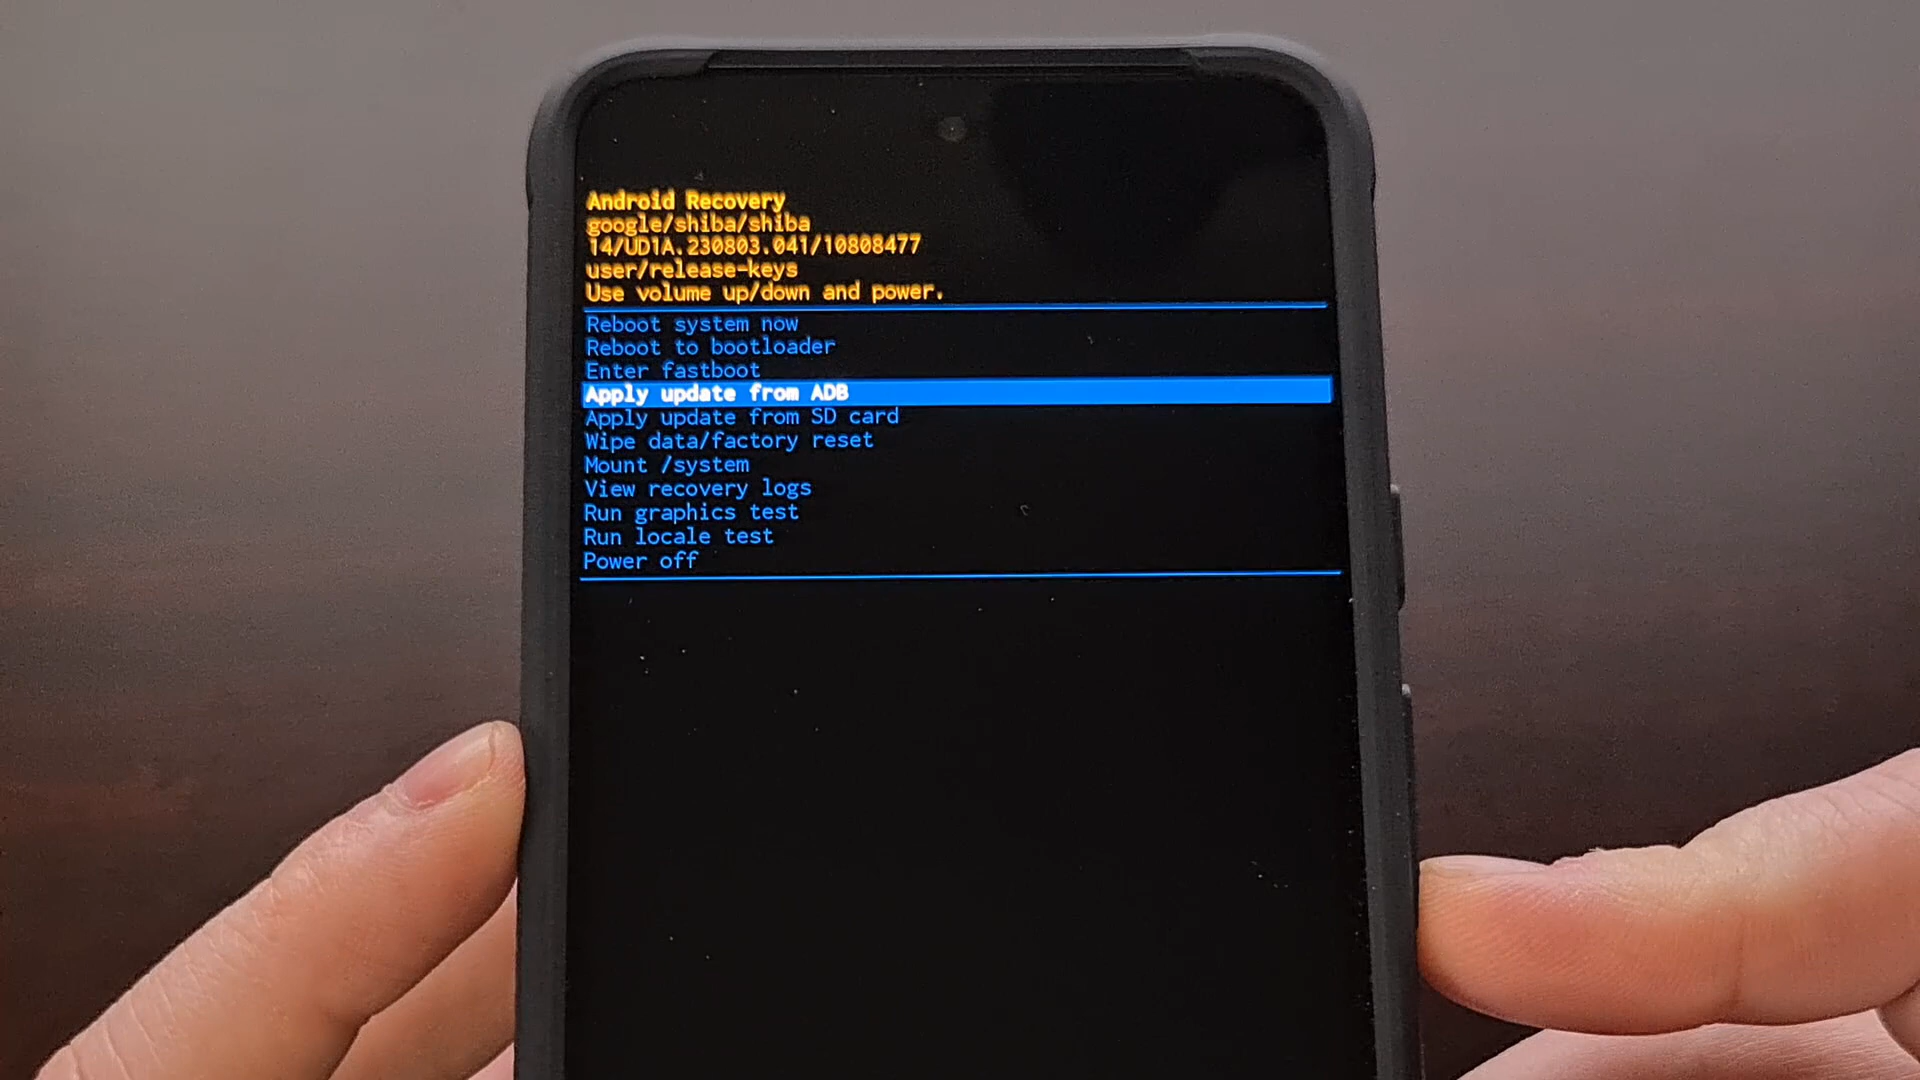 Android Recovery
google/shiba/shiba
14/UD1A.230803.041/10808477
user/release-keys
Use volume up/down and power.
Reboot system now
Reboot to bootloader
Enter fastboot
Apply update from ADB
Apply update from SD card
Wipe data/factory reset
Mount /system
View recovery logs
Run graphics test
Run locale test
Power off